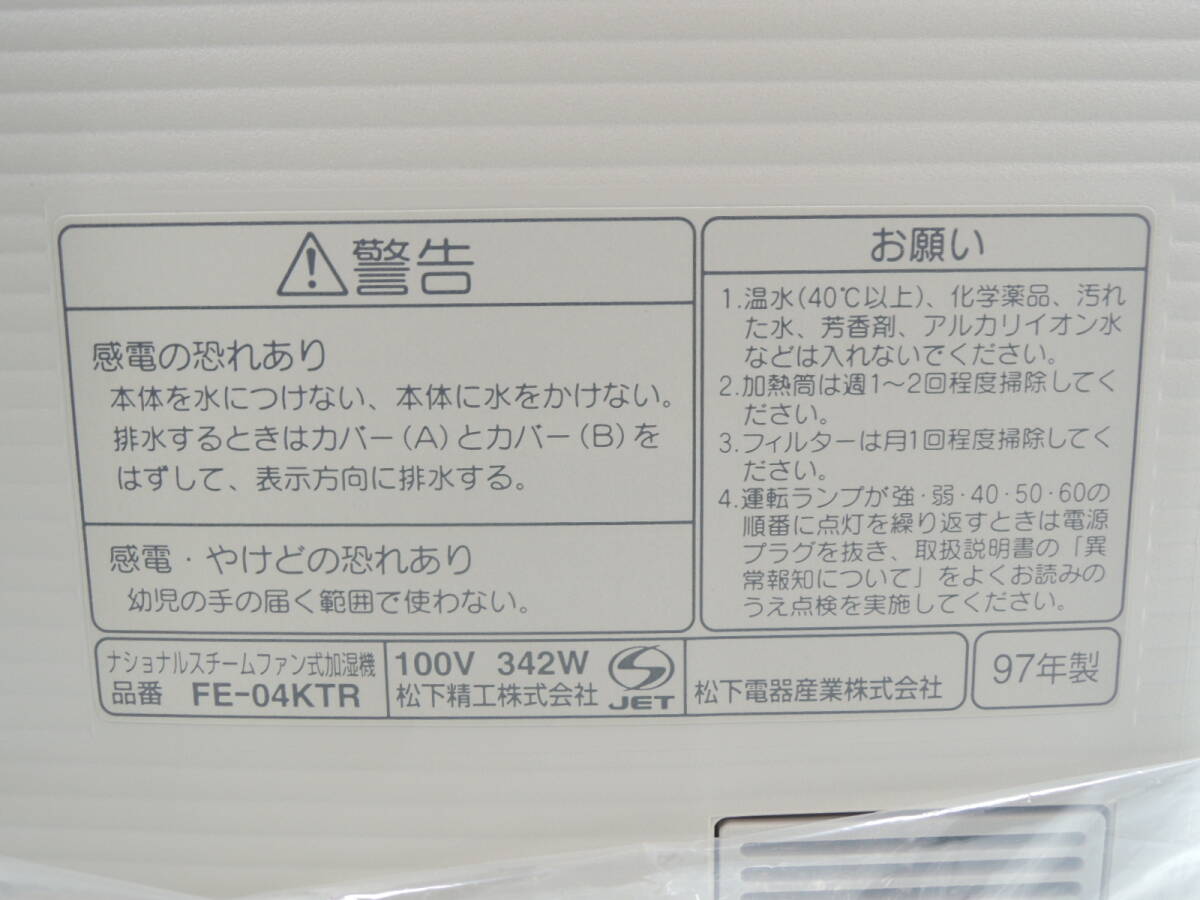 警告
感電の恐れあり
本体を水につけない、本体に水をかけない。
排水するときはカバー(A)とカバー(B)を
はずして、表示方向に排水する。
感電・やけどの恐れあり
幼児の手の届く範囲で使わない。
お願い
1.温水(40℃以上)、化学薬品、汚れ
た水、芳香剤、アルカリイオン水
などは入れないでください。
2.加熱筒は週1〜2回程度掃除してく
ださい。
3.フィルターは月1回程度掃除してく
ださい。
4.運転ランプが強・弱・40・50・60の
順番に点灯を繰り返すときは電源
プラグを抜き、取扱説明書の「異
常報知について」をよくお読みの
うえ点検を実施してください。
ナショナルスチームファン式加湿機
品番 FE-04KTR
100V 342W
松下精工株式会社
JET
松下電器産業株式会社
97年製